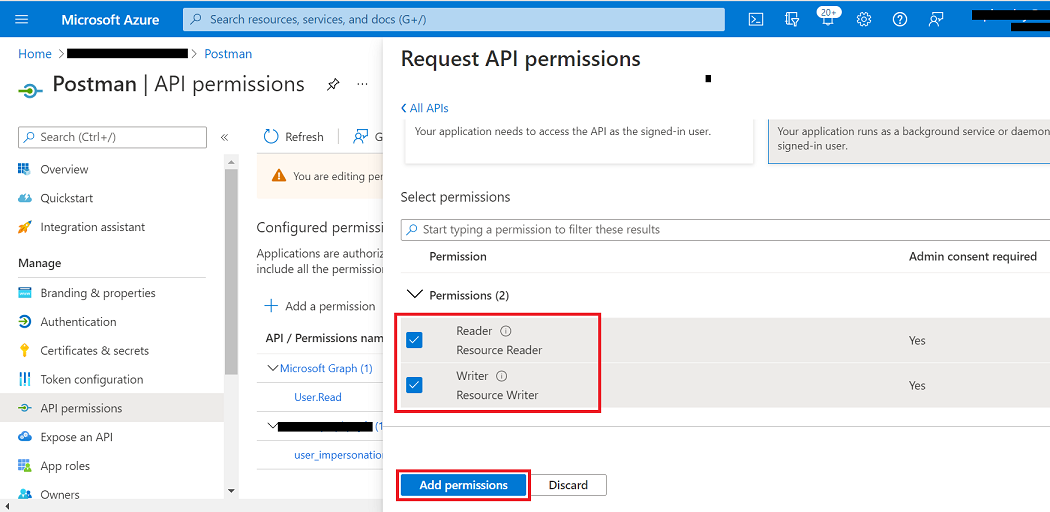 Microsoft Azure
Search resources, services, and docs (G+/)
20+
Home
Postman
Postman | API permissions
...
Search (Ctrl+/)
«
Overview
Quickstart
Integration assistant
Manage
Branding & properties
Authentication
Certificates & secrets
Token configuration
API permissions
Expose an API
App roles
Owners
Refresh
G
You are editing per
Configured permissi
Applications are authoriz
include all the permission
Add a permission
API / Permissions nam
Microsoft Graph (1)
User.Read
(1
user_impersonation
Request API permissions
All APIs
Your application needs to access the API as the signed-in user.
Your application runs as a background service or daemon
signed-in user.
Select permissions
Start typing a permission to filter these results
Permission Admin consent required
Permissions (2)
Reader
Resource Reader
Yes
Writer
Resource Writer
Yes
Add permissions
Discard